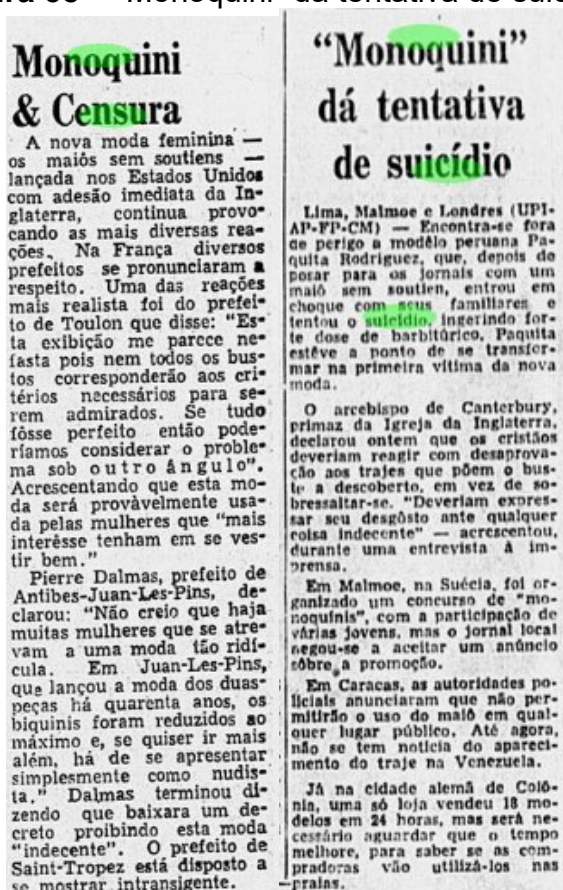 "Monoquini" dá tentativa de
Monoquini
& Censura
A nova moda feminina —
os maiôs sem soutiens —
lançada nos Estados Unidos
com adesão imediata da In-
glaterra, continua provo-
cando as mais diversas rea-
ções. Na França diversos
prefeitos se pronunciaram a
respeito. Uma das reações
mais realista foi do prefei-
to de Toulon que disse: "Es-
ta exibição me parece ne-
fasta pois nem todos os bus-
tos corresponderão aos cri-
térios necessários para se-
rem admirados. Se tudo
fôsse perfeito então pode-
ríamos considerar o proble-
ma sob outro ângulo".
Acrescentando que esta mo-
da será provàvelmente usa-
da pelas mulheres que "mais
interêsse tenham em se ves-
tir bem."
Pierre Dalmas, prefeito de
Antibes-Juan-Les-Pins, de-
clarou: "Não creio que haja
muitas mulheres que se atre-
vam a uma moda tão ridí-
cula. Em Juan-Les-Pins,
que lançou a moda dos duas-
peças há quarenta anos, os
biquinis foram reduzidos ao
máximo e, se quiser ir mais
além, há de se apresentar
simplesmente como nudis-
ta." Dalmas terminou di-
zendo que baixara um de-
creto proibindo esta moda
"indecente". O prefeito de
Saint-Tropez está disposto a
se mostrar intransigente.
"Monoquini"
dá tentativa
de suicídio
Lima, Malmoe e Londres (UPI-
AP-FP-CM) — Encontra-se fora
de perigo a modêlo peruana Pa-
quita Rodriguez, que, depois de
posar para os jornais com um
maiô sem soutien, entrou em
choque com seus familiares e
tentou o suicídio, ingerindo for-
te dose de barbitúrico. Paquita
estêve a ponto de se transfor-
mar na primeira vítima da nova
moda.
O arcebispo de Canterbury,
primaz da Igreja da Inglaterra,
declarou ontem que os cristãos
deveriam reagir com desaprova-
ção aos trajes que põem o bus-
te a descoberto, em vez de so-
bressaltar-se. "Deveriam expres-
sar seu desgôsto ante qualquer
coisa indecente" — acrescentou,
durante uma entrevista à im-
prensa.
Em Malmoe, na Suécia, foi or-
ganizado um concurso de "mo-
noquinis", com a participação de
várias jovens, mas o jornal local
negou-se a aceitar um anúncio
sôbre a promoção.
Em Caracas, as autoridades po-
liciais anunciaram que não per-
mitirão o uso do maiô em qual-
quer lugar público. Até agora,
não se tem notícia do apareci-
mento do traje na Venezuela.
Já na cidade alemã de Colô-
nia, uma só loja vendeu 18 mo-
delos em 24 horas, mas será ne-
cessário aguardar que o tempo
melhore, para saber se as com-
pradoras vão utilizá-los nas
praias.